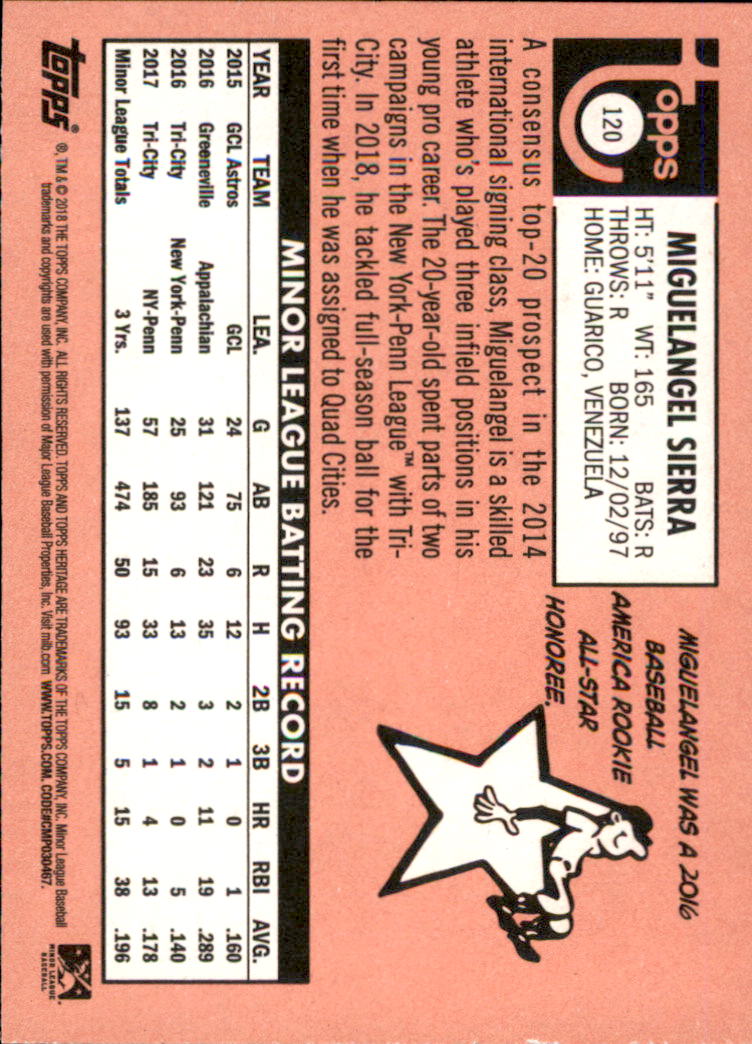 topps
120
MIGUELANGEL SIERRA
HT: 5'11" WT: 165 BATS: R
THROWS: R BORN: 12/02/97
HOME: GUARICO, VENEZUELA
A consensus top-20 prospect in the 2014
international signing class, Miguelangel is a skilled
athlete who's played three infield positions in his
young pro career. The 20-year-old spent parts of two
campaigns in the New York-Penn League™ with Tri-
City. In 2018, he tackled full-season ball for the
first time when he was assigned to Quad Cities.
MIGUELANGEL WAS A 2016
BASEBALL
AMERICA ROOKIE
ALL-STAR
HONOREE.
MINOR LEAGUE BATTING RECORD
YEAR TEAM LEA. G AB R H 2B 3B HR RBI AVG.
2015 GCL Astros GCL 24 75 6 12 2 1 0 1 .160
2016 Greeneville Appalachian 31 121 23 35 3 2 11 19 .289
2016 Tri-City New York-Penn 25 93 6 13 2 1 0 5 .140
2017 Tri-City NY-Penn 57 185 15 33 8 1 4 13 .178
Minor League Totals 3 Yrs. 137 474 50 93 15 5 15 38 .196
topps®
®, TM & © 2018 THE TOPPS COMPANY, INC. ALL RIGHTS RESERVED. TOPPS AND TOPPS HERITAGE ARE TRADEMARKS OF THE TOPPS COMPANY, INC. Minor League Baseball
trademarks and copyrights are used with permission of Major League Baseball Properties, Inc. Visit milb.com WWW.TOPPS.COM. CODE#CMP030467.
MINOR LEAGUE
BASEBALL